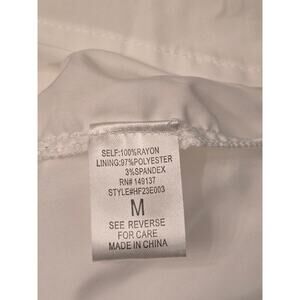 SELF:100%RAYON
LINING:97%POLYESTER
3%SPANDEX
RN# 149137
STYLE#HF23E003
M
SEE REVERSE
FOR CARE
MADE IN CHINA